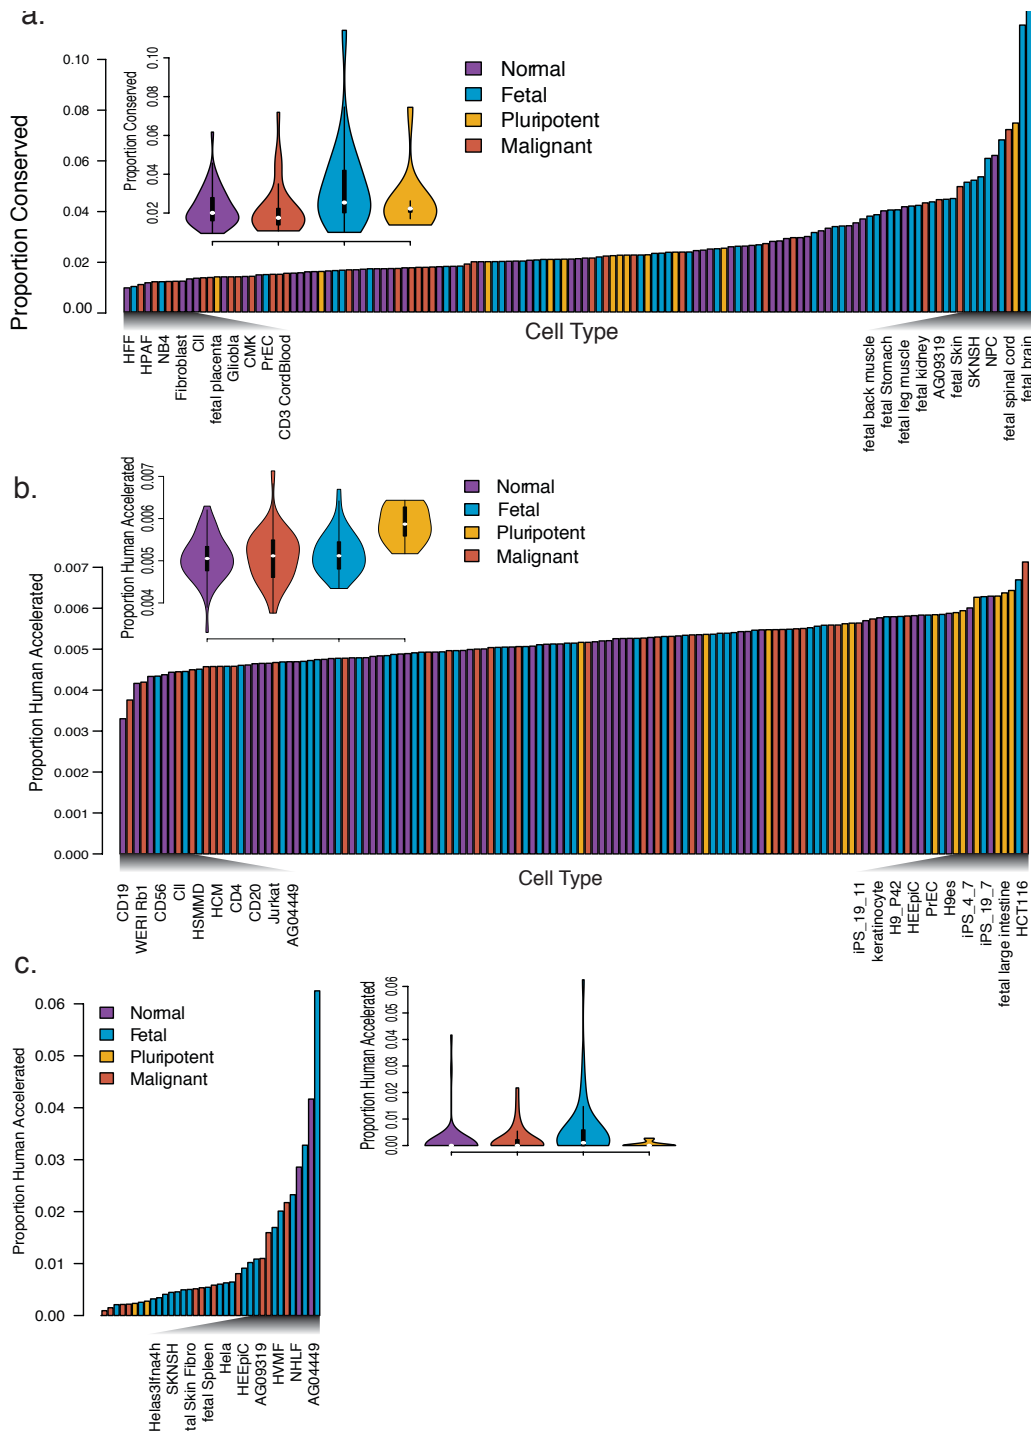 a.
Proportion Conserved
0.10
0.08
0.06
0.04
0.02
0.00
Proportion Conserved
0.10
0.08
0.06
0.04
0.02
Normal
Fetal
Pluripotent
Malignant
Cell Type
HFF
HPAF
NB4
Fibroblast
Cll
fetal placenta
Gliobla
CMK
PrEC
CD3 CordBlood
fetal back muscle
fetal Stomach
fetal leg muscle
fetal kidney
AG09319
fetal Skin
SKNSH
NPC
fetal spinal cord
fetal brain
b.
Proportion Human Accelerated
0.007
0.006
0.005
0.004
0.003
0.002
0.001
0.000
Proportion Human Accelerated
0.007
0.006
0.005
0.004
Normal
Fetal
Pluripotent
Malignant
Cell Type
CD19
WERI Rb1
CD56
Cll
HSMMD
HCM
CD4
CD20
Jurkat
AG04449
iPS_19_11
keratinocyte
H9_P42
HEEpiC
PrEC
H9es
iPS_4_7
iPS_19_7
fetal large intestine
HCT116
c.
Proportion Human Accelerated
0.06
0.05
0.04
0.03
0.02
0.01
0.00
Normal
Fetal
Pluripotent
Malignant
Proportion Human Accelerated
0.06
0.05
0.04
0.03
0.02
0.01
0.00
Helas3Ifna4h
SKNSH
tal Skin Fibro
fetal Spleen
Hela
HEEpiC
AG09319
HVMF
NHLF
AG04449